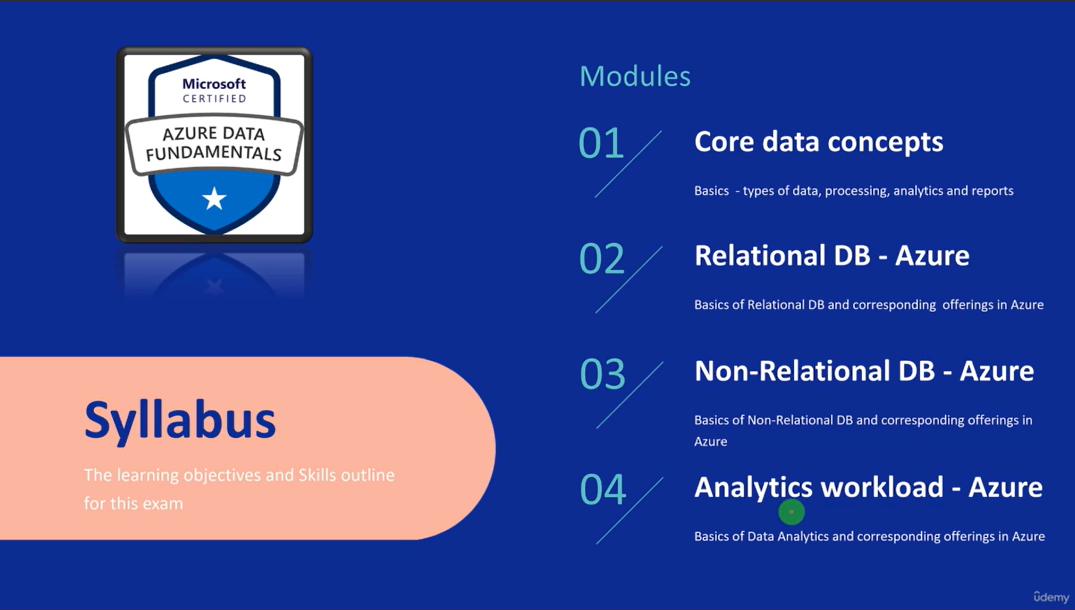 Microsoft
CERTIFIED
AZURE DATA
FUNDAMENTALS
Syllabus
The learning objectives and Skills outline
for this exam
Modules
01
Core data concepts
Basics - types of data, processing, analytics and reports
02
Relational DB - Azure
Basics of Relational DB and corresponding offerings in Azure
03
Non-Relational DB - Azure
Basics of Non-Relational DB and corresponding offerings in
Azure
04
Analytics workload - Azure
Basics of Data Analytics and corresponding offerings in Azure
ûdemy